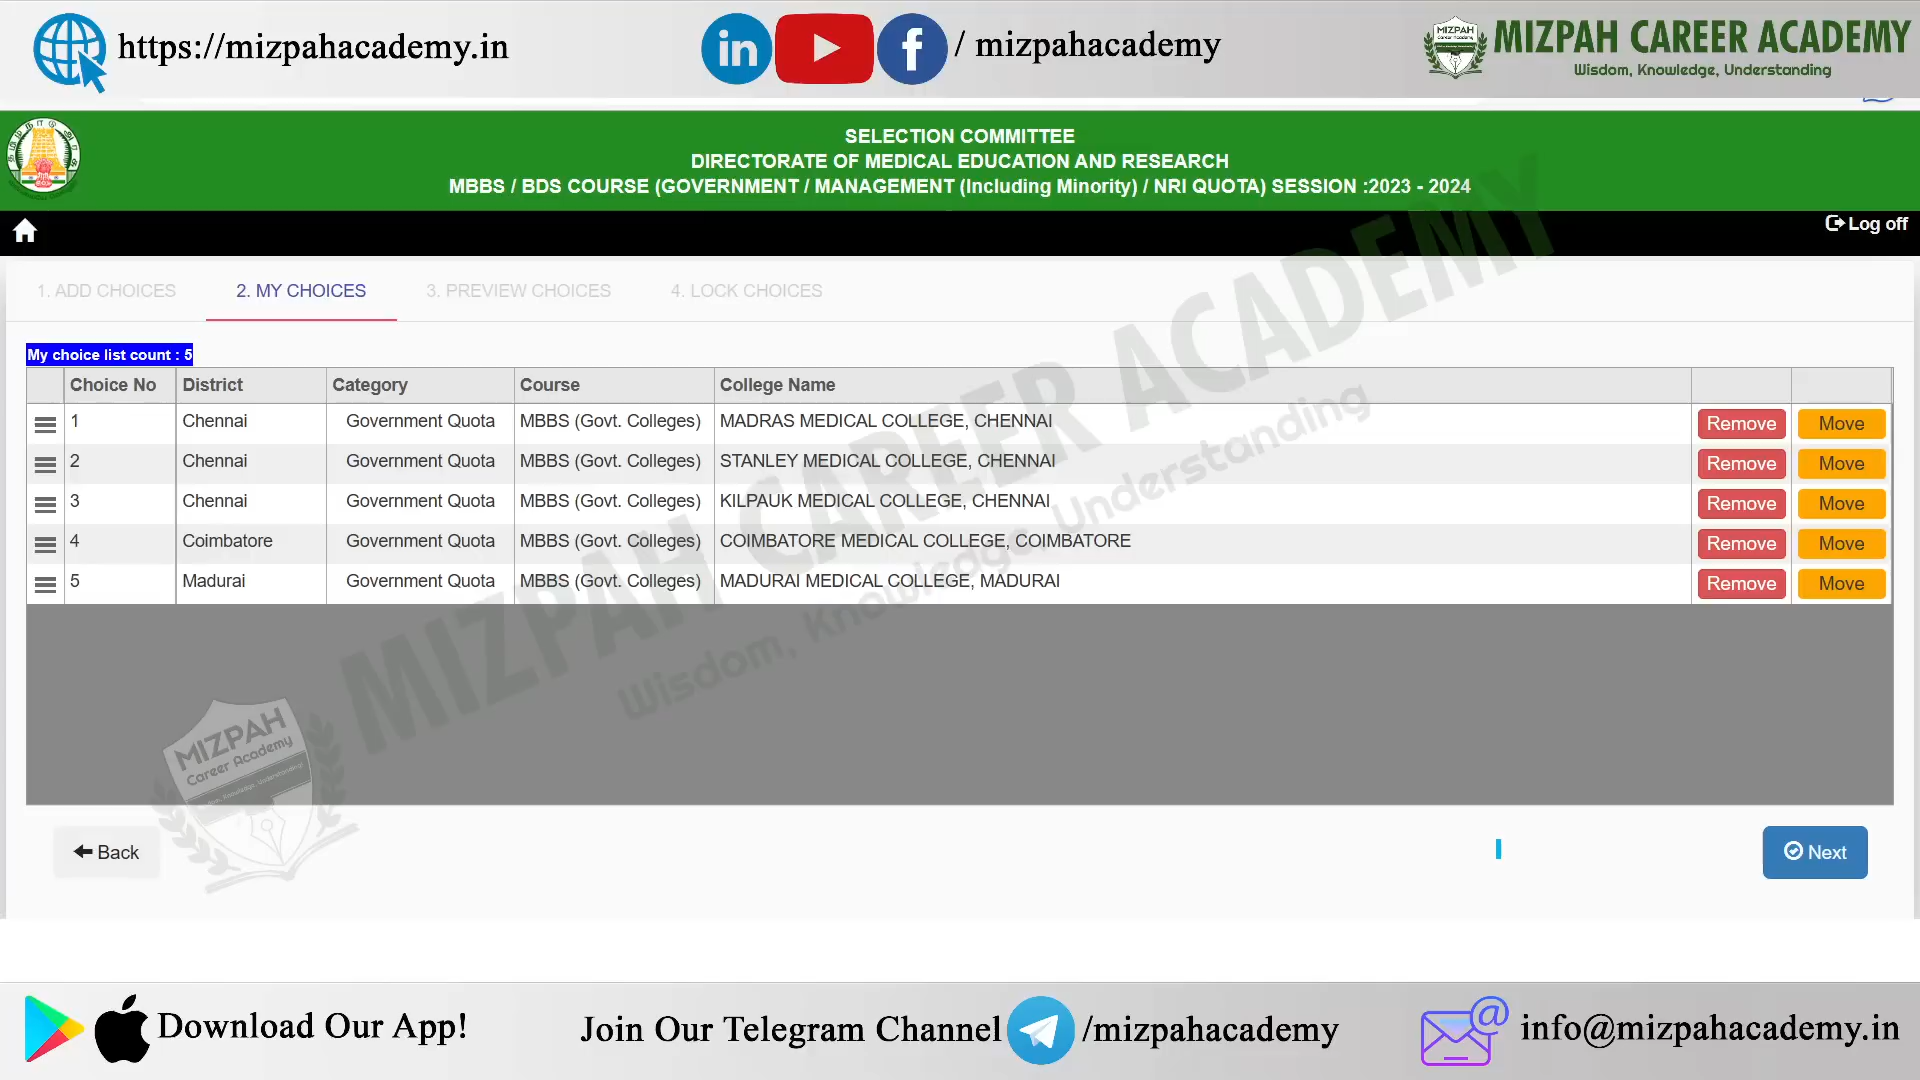 https://mizpahacademy.in
/ mizpahacademy
MIZPAH Career Academy
MIZPAH CAREER ACADEMY
Wisdom, Knowledge, Understanding
SELECTION COMMITTEE
DIRECTORATE OF MEDICAL EDUCATION AND RESEARCH
MBBS / BDS COURSE (GOVERNMENT / MANAGEMENT (Including Minority) / NRI QUOTA) SESSION :2023 - 2024
Log off
1. ADD CHOICES 2. MY CHOICES 3. PREVIEW CHOICES 4. LOCK CHOICES
My choice list count : 5
Choice No District Category Course College Name
1 Chennai Government Quota MBBS (Govt. Colleges) MADRAS MEDICAL COLLEGE, CHENNAI Remove Move
2 Chennai Government Quota MBBS (Govt. Colleges) STANLEY MEDICAL COLLEGE, CHENNAI Remove Move
3 Chennai Government Quota MBBS (Govt. Colleges) KILPAUK MEDICAL COLLEGE, CHENNAI Remove Move
4 Coimbatore Government Quota MBBS (Govt. Colleges) COIMBATORE MEDICAL COLLEGE, COIMBATORE Remove Move
5 Madurai Government Quota MBBS (Govt. Colleges) MADURAI MEDICAL COLLEGE, MADURAI Remove Move
MIZPAH CAREER ACADEMY
Wisdom, Knowledge, Understanding
MIZPAH
Career Academy
Back
Next
Download Our App!
Join Our Telegram Channel /mizpahacademy
info@mizpahacademy.in